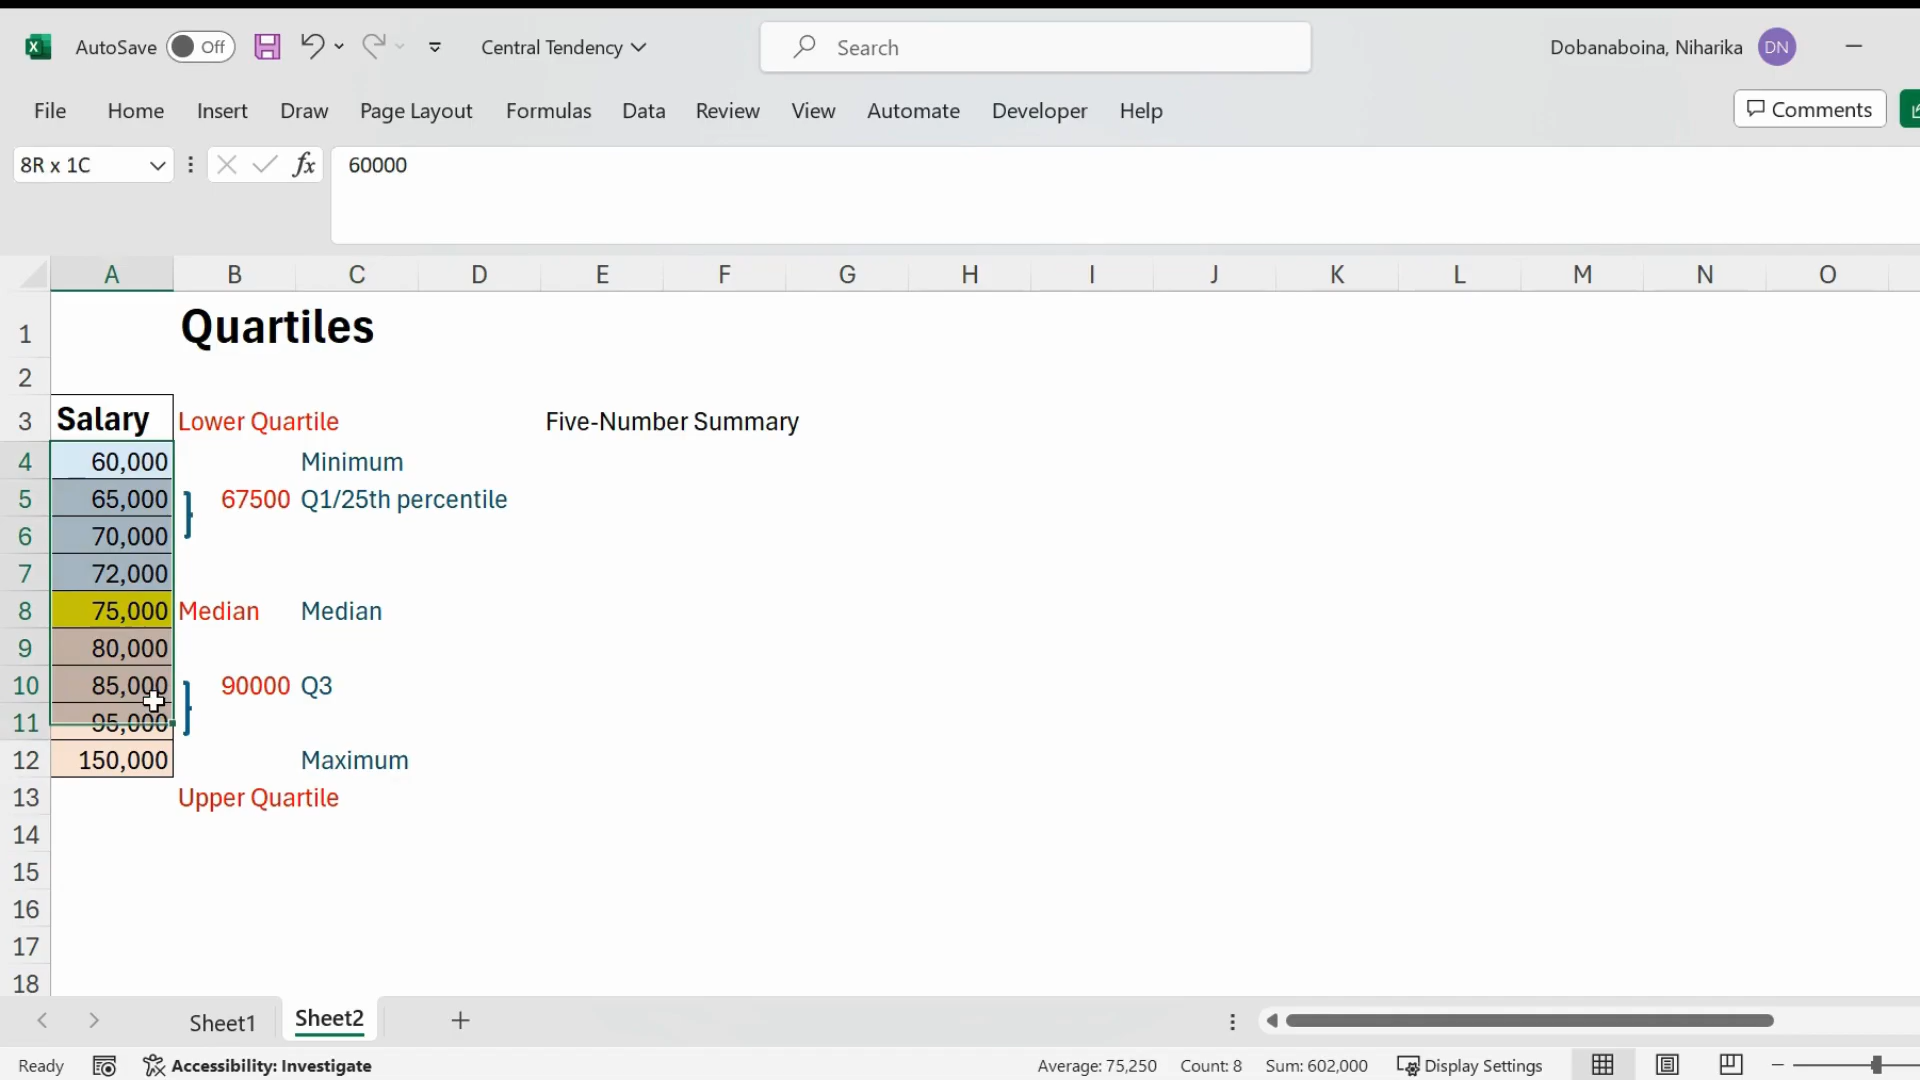 AutoSave Off Central Tendency Search Dobanaboina, Niharika DN
File Home Insert Draw Page Layout Formulas Data Review View Automate Developer Help Comments
8R x 1C fx 60000
A B C D E F G H I J K L M N O
1 Quartiles
2
3 Salary Lower Quartile Five-Number Summary
4 60,000 Minimum
5 65,000 67500 Q1/25th percentile
6 70,000
7 72,000
8 75,000 Median Median
9 80,000
10 85,000 90000 Q3
11 95,000
12 150,000 Maximum
13 Upper Quartile
14
15
16
17
18
Sheet1 Sheet2
Ready Accessibility: Investigate Average: 75,250 Count: 8 Sum: 602,000 Display Settings